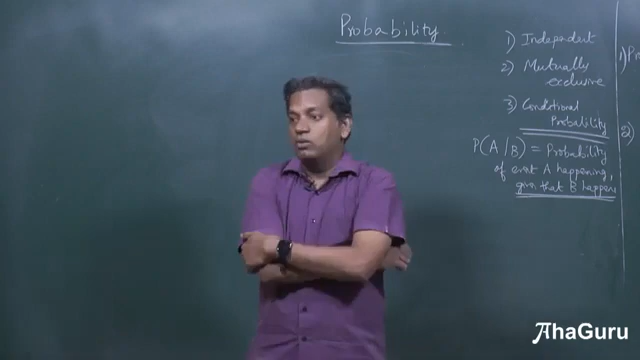 Probability
1) Independent
2) Mutually
exclusive
3) Conditional
Probability
P(A/B) = Probability
of event A happening,
given that B happens
1) Pro
2)
AhaGuru